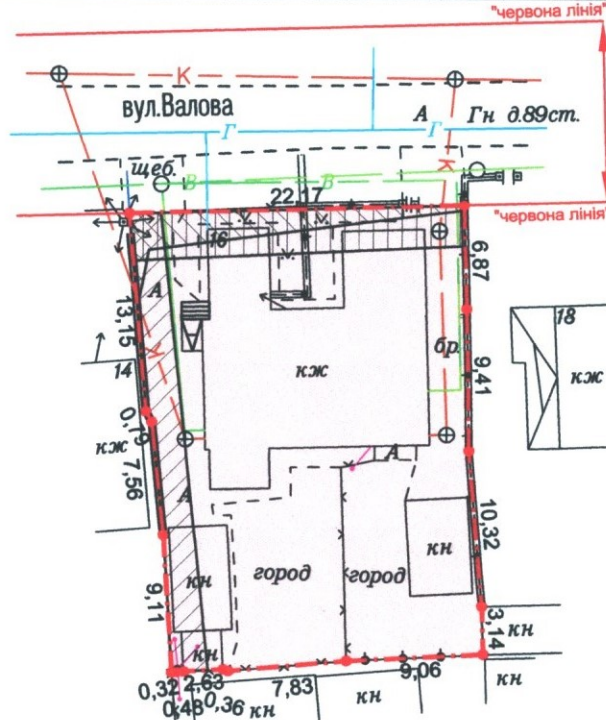 "червона лінія"
К
вул.Валова
А Гн д.89ст.
Г Г
К
щеб.
В В
22,17
"червона лінія"
16
6,87
А
13,15
К
бр.
9,41
18
14
кж
кж
0,19
кж
7,56
А
А
10,32
9,11
кн
город
город
кн
3,14
кн
кн
0,32 2,63
7,83
9,06
0,48 0,36
кн
кн
кн